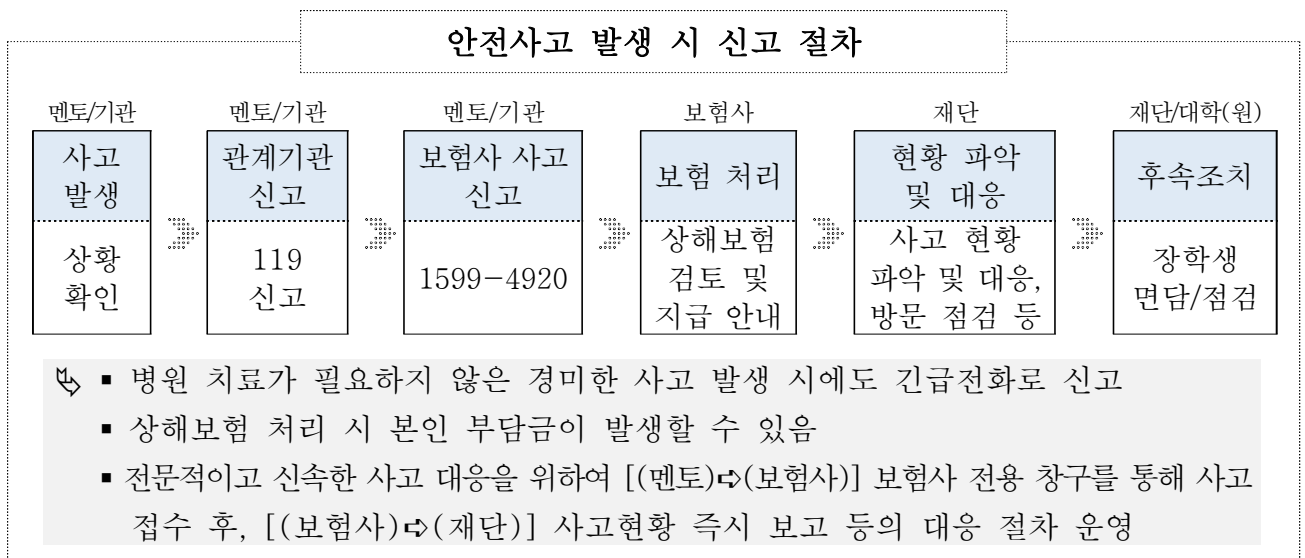 안전사고 발생 시 신고 절차
멘토/기관
멘토/기관
멘토/기관
보험사
재단
재단/대학(원)
사고
발생
관계기관
신고
보험사 사고
신고
보험 처리
현황 파악
및 대응
후속조치
상황
확인
119
신고
1599-4920
상해보험
검토 및
지급 안내
사고 현황
파악 및 대응,
방문 점검 등
장학생
면담/점검
↳ ▪ 병원 치료가 필요하지 않은 경미한 사고 발생 시에도 긴급전화로 신고
▪ 상해보험 처리 시 본인 부담금이 발생할 수 있음
▪ 전문적이고 신속한 사고 대응을 위하여 [(멘토)➪(보험사)] 보험사 전용 창구를 통해 사고
접수 후, [(보험사)➪(재단)] 사고현황 즉시 보고 등의 대응 절차 운영